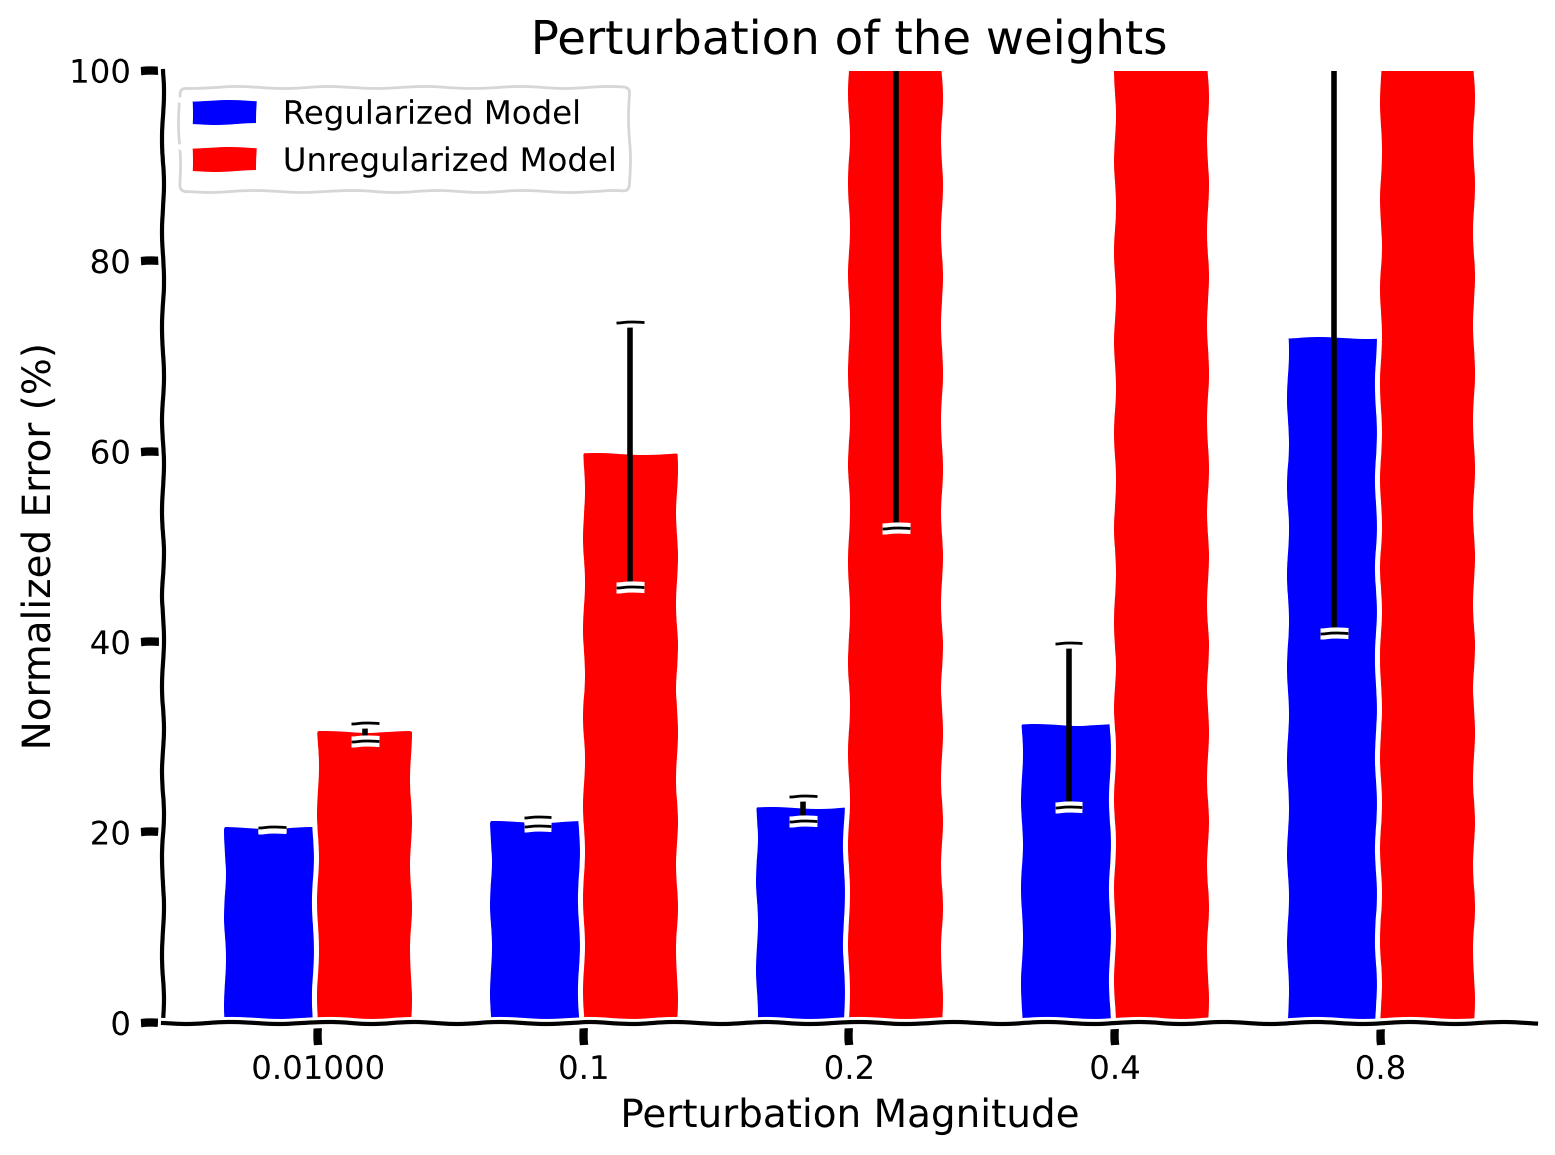 Perturbation of the weights
Regularized Model
Unregularized Model
Normalized Error (%)
100
80
60
40
20
0
0.01000 0.1 0.2 0.4 0.8
Perturbation Magnitude